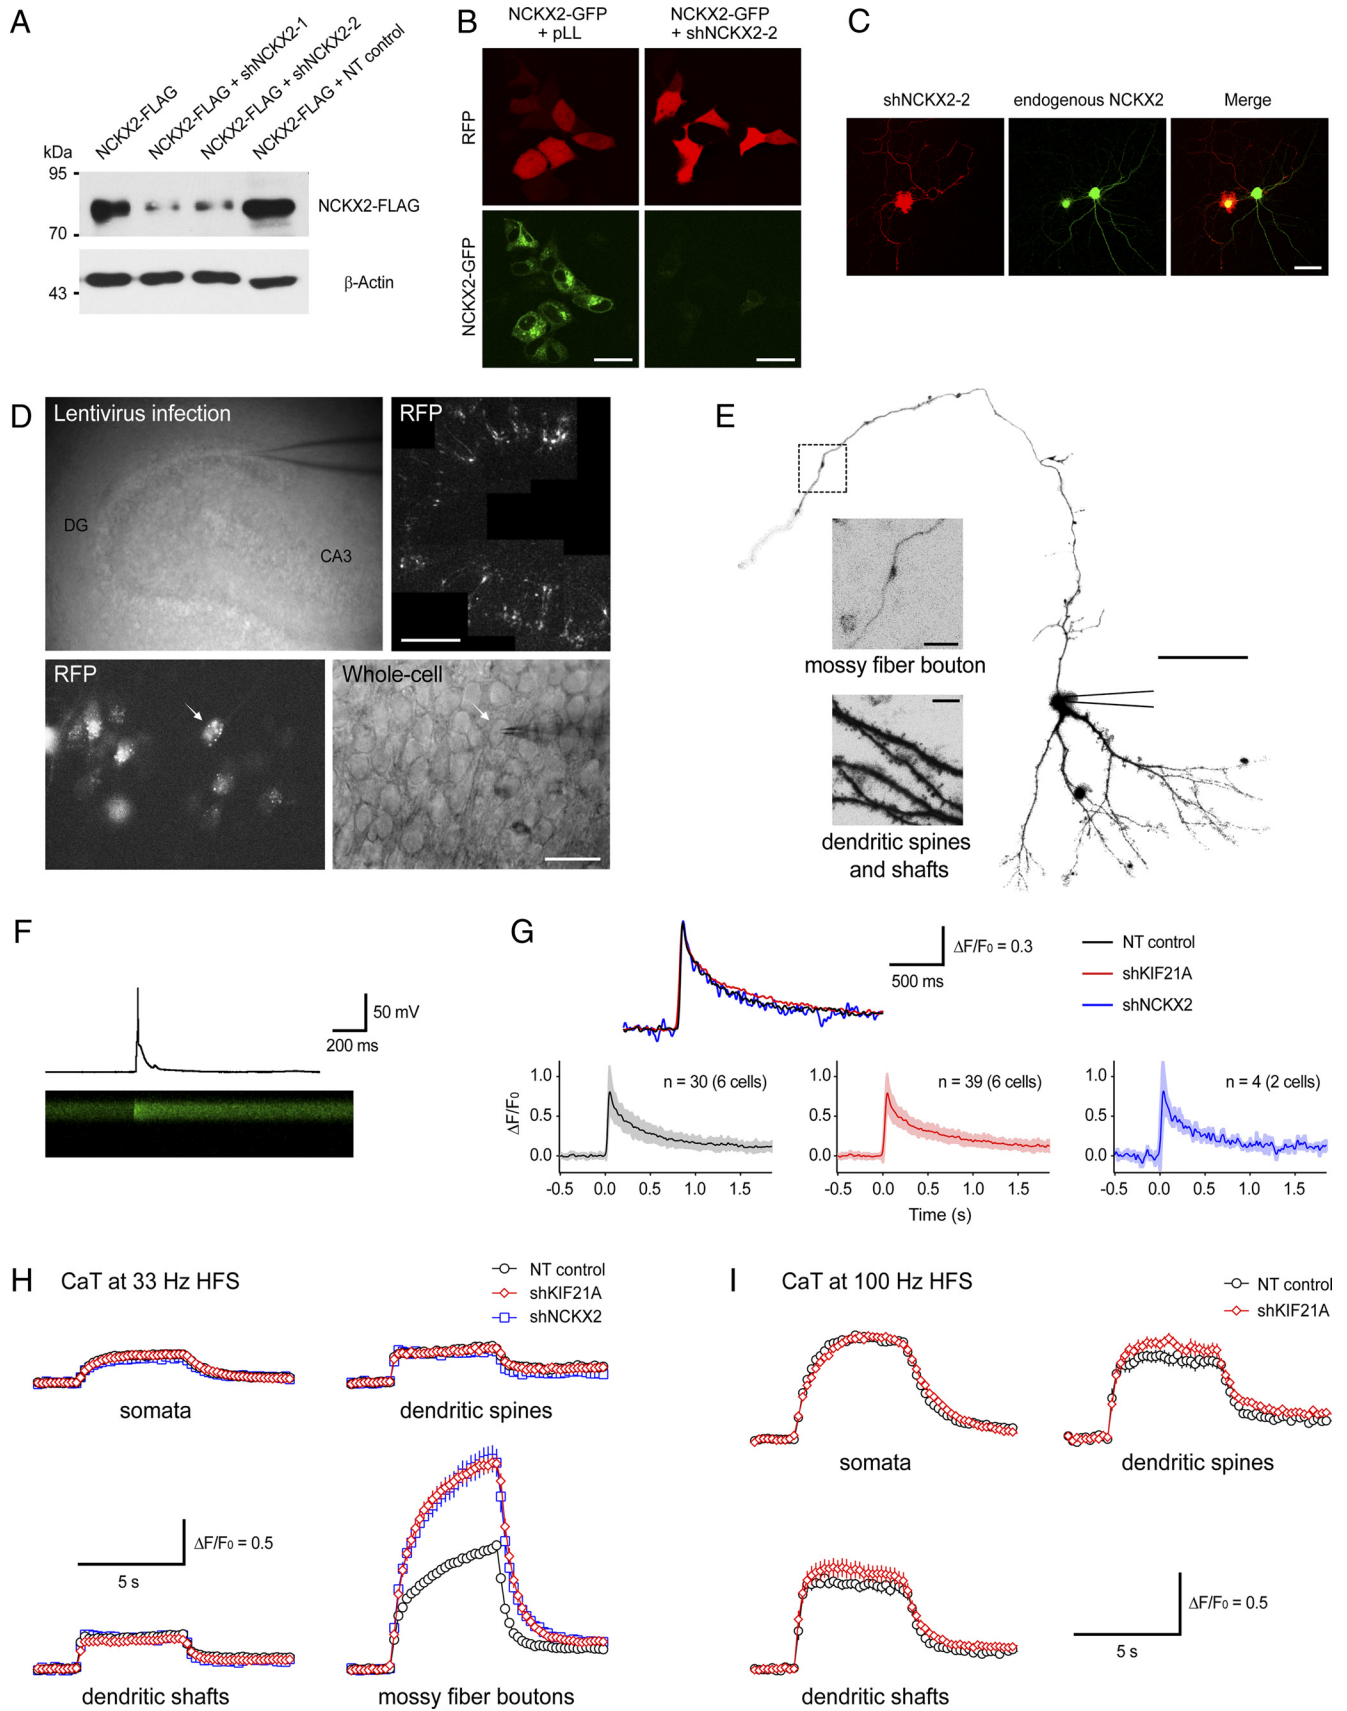 A
NCKX2-FLAG
NCKX2-FLAG + shNCKX2-1
NCKX2-FLAG + shNCKX2-2
NCKX2-FLAG + NT control
kDa
95
70
43
NCKX2-FLAG
β-Actin
B
NCKX2-GFP
+ pLL
NCKX2-GFP
+ shNCKX2-2
RFP
NCKX2-GFP
C
shNCKX2-2
endogenous NCKX2
Merge
D
Lentivirus infection
DG
CA3
RFP
RFP
Whole-cell
E
mossy fiber bouton
dendritic spines
and shafts
F
50 mV
200 ms
G
ΔF/F₀ = 0.3
500 ms
NT control
shKIF21A
shNCKX2
ΔF/F₀
1.0
0.5
0.0
n = 30 (6 cells)
-0.5 0.0 0.5 1.0 1.5
1.0
0.5
0.0
n = 39 (6 cells)
-0.5 0.0 0.5 1.0 1.5
1.0
0.5
0.0
n = 4 (2 cells)
-0.5 0.0 0.5 1.0 1.5
Time (s)
H
CaT at 33 Hz HFS
NT control
shKIF21A
shNCKX2
somata
dendritic spines
ΔF/F₀ = 0.5
5 s
dendritic shafts
mossy fiber boutons
I
CaT at 100 Hz HFS
NT control
shKIF21A
somata
dendritic spines
ΔF/F₀ = 0.5
5 s
dendritic shafts